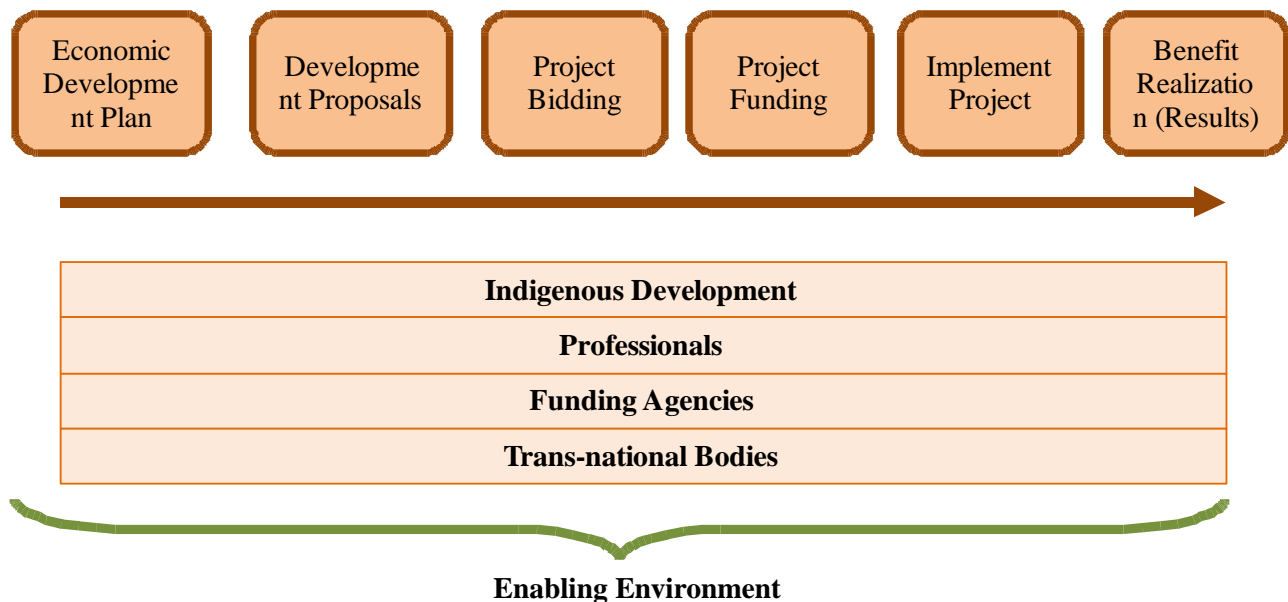 Economic
Developme
nt Plan
Developme
nt Proposals
Project
Bidding
Project
Funding
Implement
Project
Benefit
Realizatio
n (Results)
Indigenous Development
Professionals
Funding Agencies
Trans-national Bodies
Enabling Environment